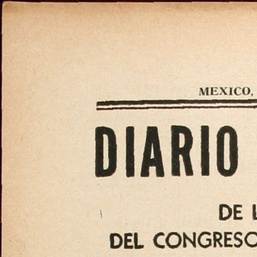 MEXICO,
DIARIO
DE L
DEL CONGRESO